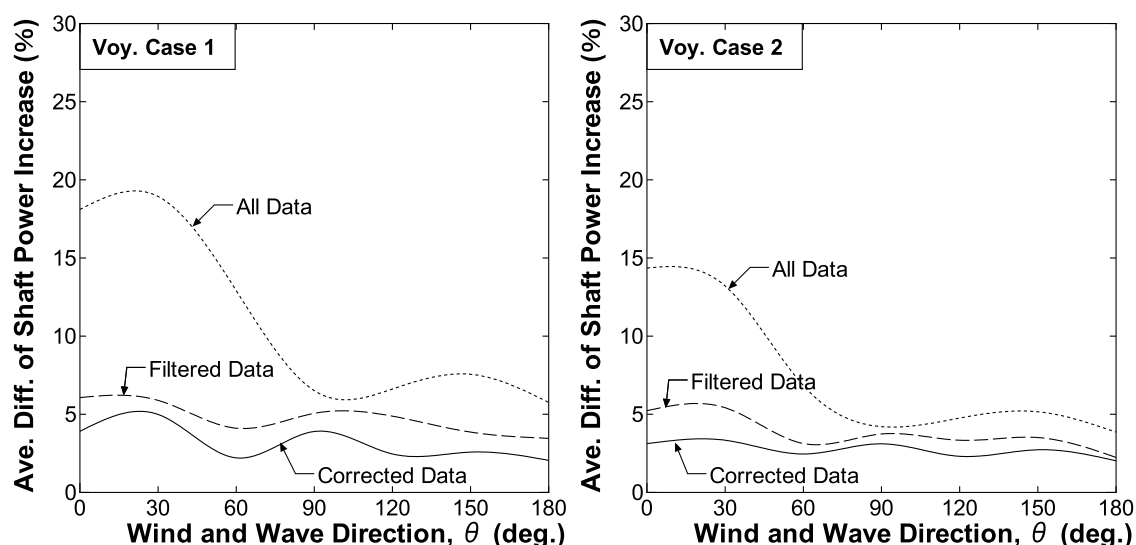 Ave. Diff. of Shaft Power Increase (%)
30
25
20
15
10
5
0
Voy. Case 1
All Data
Filtered Data
Corrected Data
0 30 60 90 120 150 180
Wind and Wave Direction, θ (deg.)
Ave. Diff. of Shaft Power Increase (%)
30
25
20
15
10
5
0
Voy. Case 2
All Data
Filtered Data
Corrected Data
0 30 60 90 120 150 180
Wind and Wave Direction, θ (deg.)